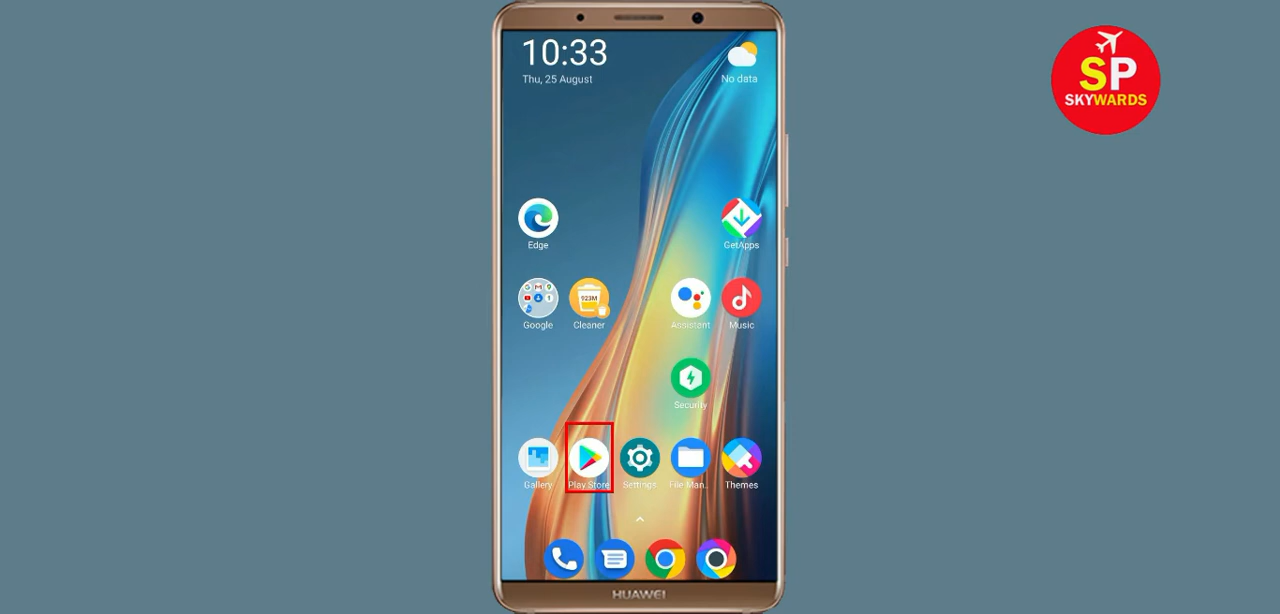 10:33
Thu, 25 August
No data
SP
SKYWARDS
Edge
GetApps
923M
Google
Cleaner
Assistant
Music
Security
Gallery
Play Store
Settings
File Man..
Themes
HUAWEI